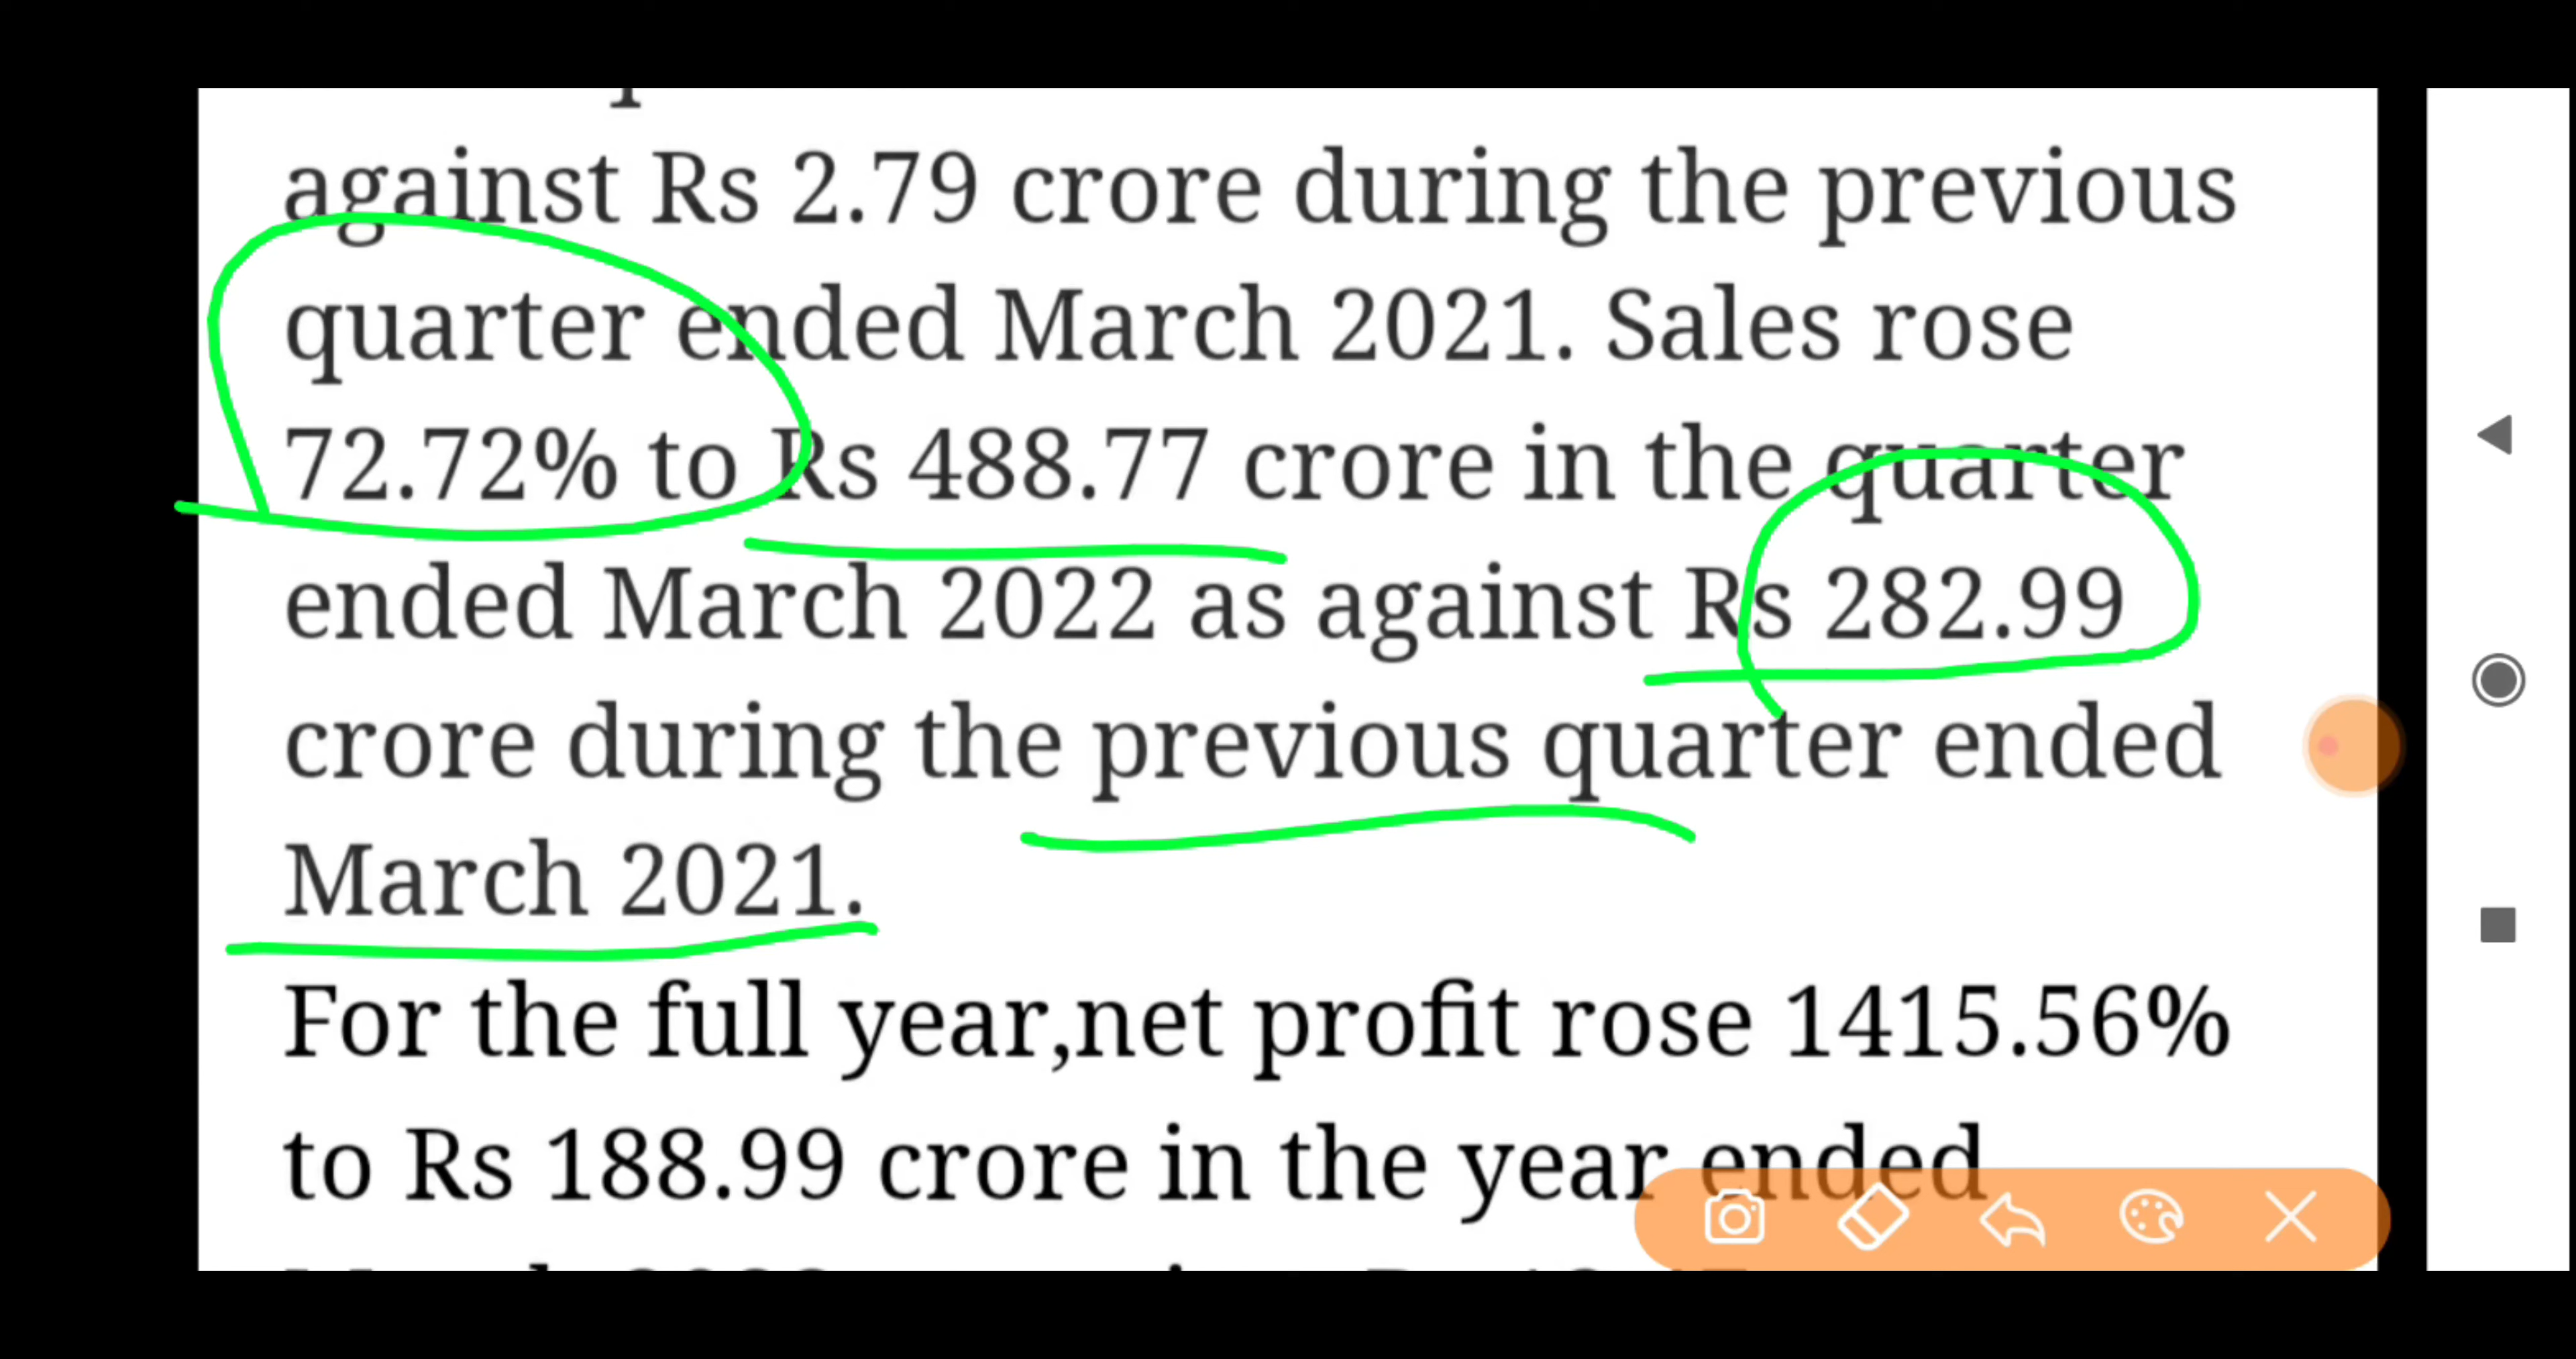 against Rs 2.79 crore during the previous
quarter ended March 2021. Sales rose
72.72% to Rs 488.77 crore in the quarter
ended March 2022 as against Rs 282.99
crore during the previous quarter ended
March 2021.
For the full year,net profit rose 1415.56%
to Rs 188.99 crore in the year ended